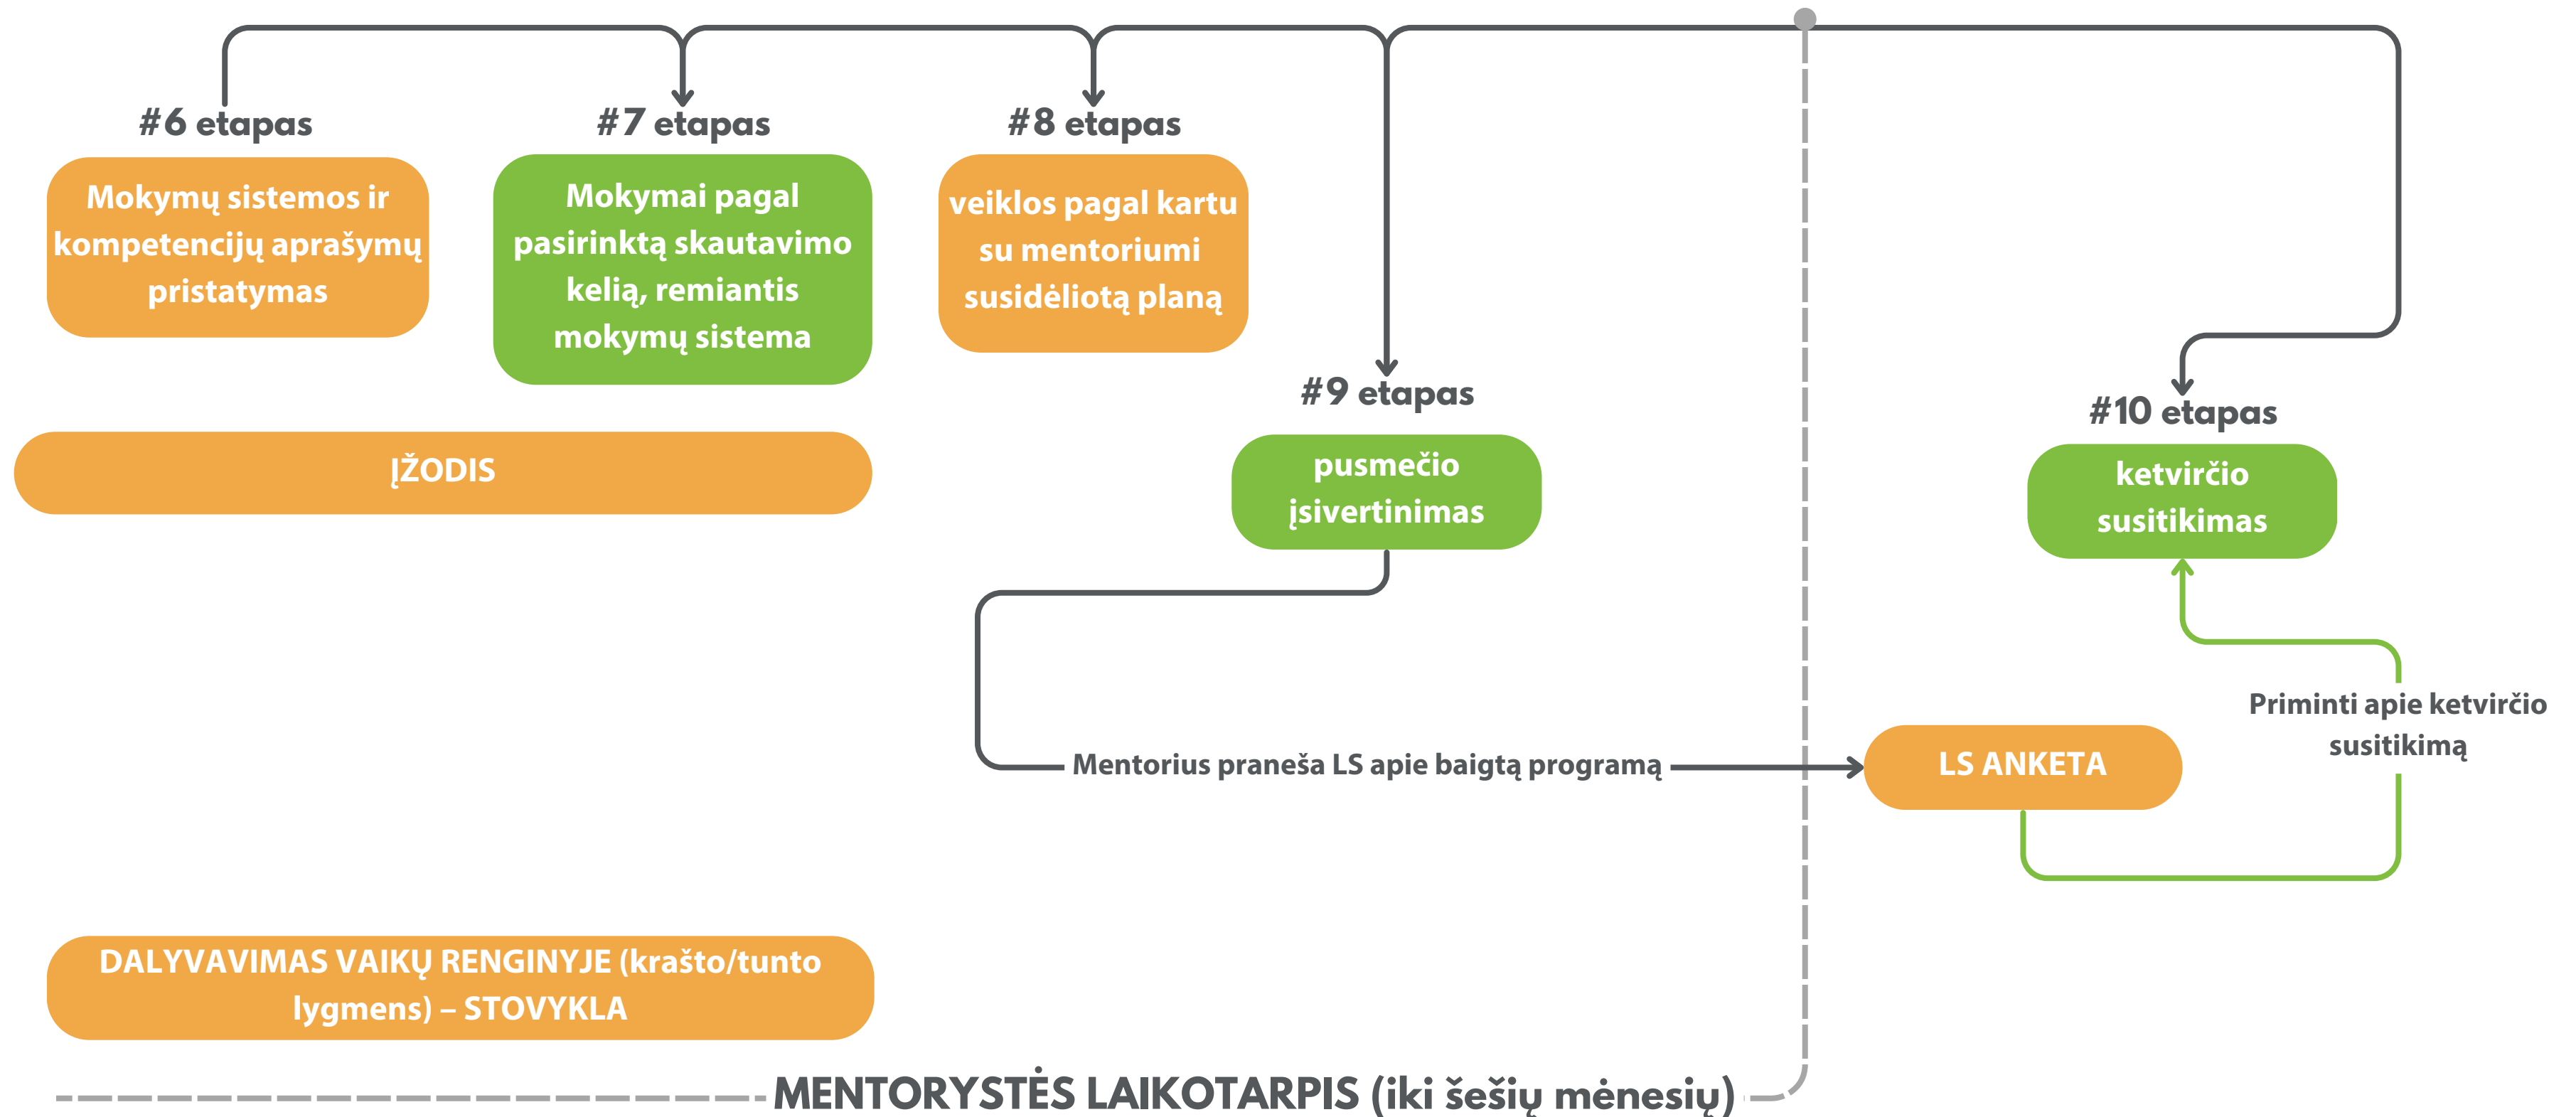 #6 etapas
Mokymų sistemos ir
kompetencijų aprašymų
pristatymas
#7 etapas
Mokymai pagal
pasirinktą skautavimo
kelią, remiantis
mokymų sistema
#8 etapas
veiklos pagal kartu
su mentoriumi
susidėliotą planą
#9 etapas
pusmečio
įsivertinimas
#10 etapas
ketvirčio
susitikimas
ĮŽODIS
Mentorius praneša LS apie baigtą programą
LS ANKETA
Priminti apie ketvirčio
susitikimą
DALYVAVIMAS VAIKŲ RENGINYJE (krašto/tunto
lygmens) – STOVYKLA
MENTORYSTĖS LAIKOTARPIS (iki šešių mėnesių)